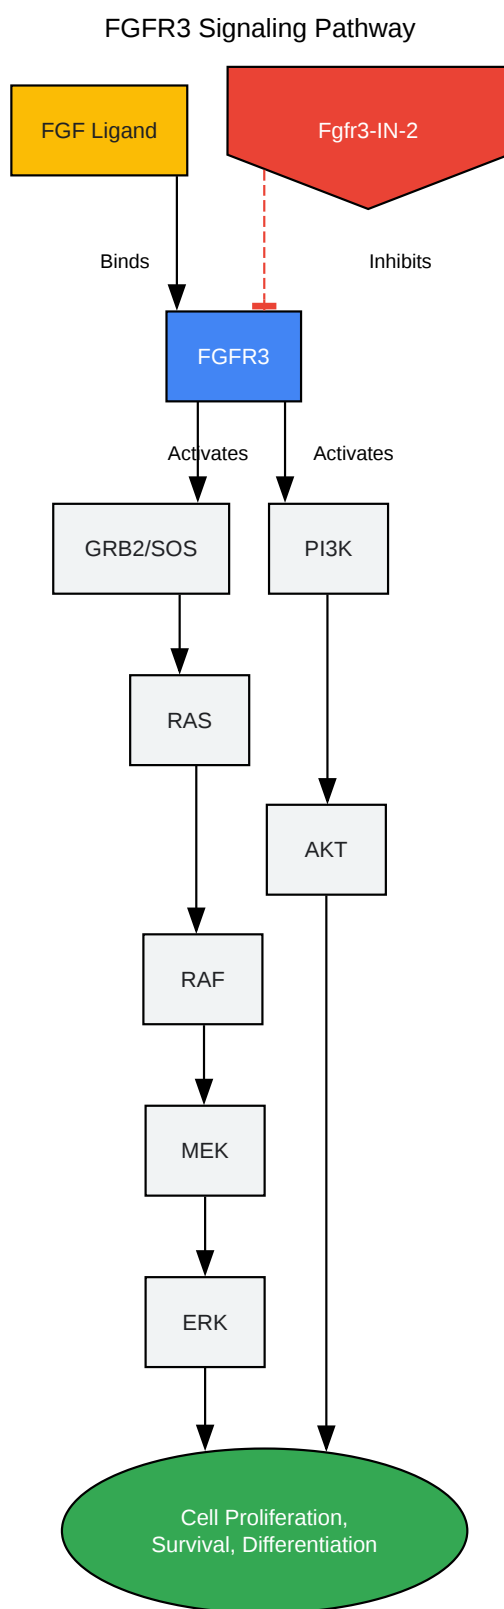 FGFR3 Signaling Pathway
FGF Ligand
Fgfr3-IN-2
Binds
Inhibits
FGFR3
Activates
Activates
GRB2/SOS
PI3K
RAS
AKT
RAF
MEK
ERK
Cell Proliferation,
Survival, Differentiation